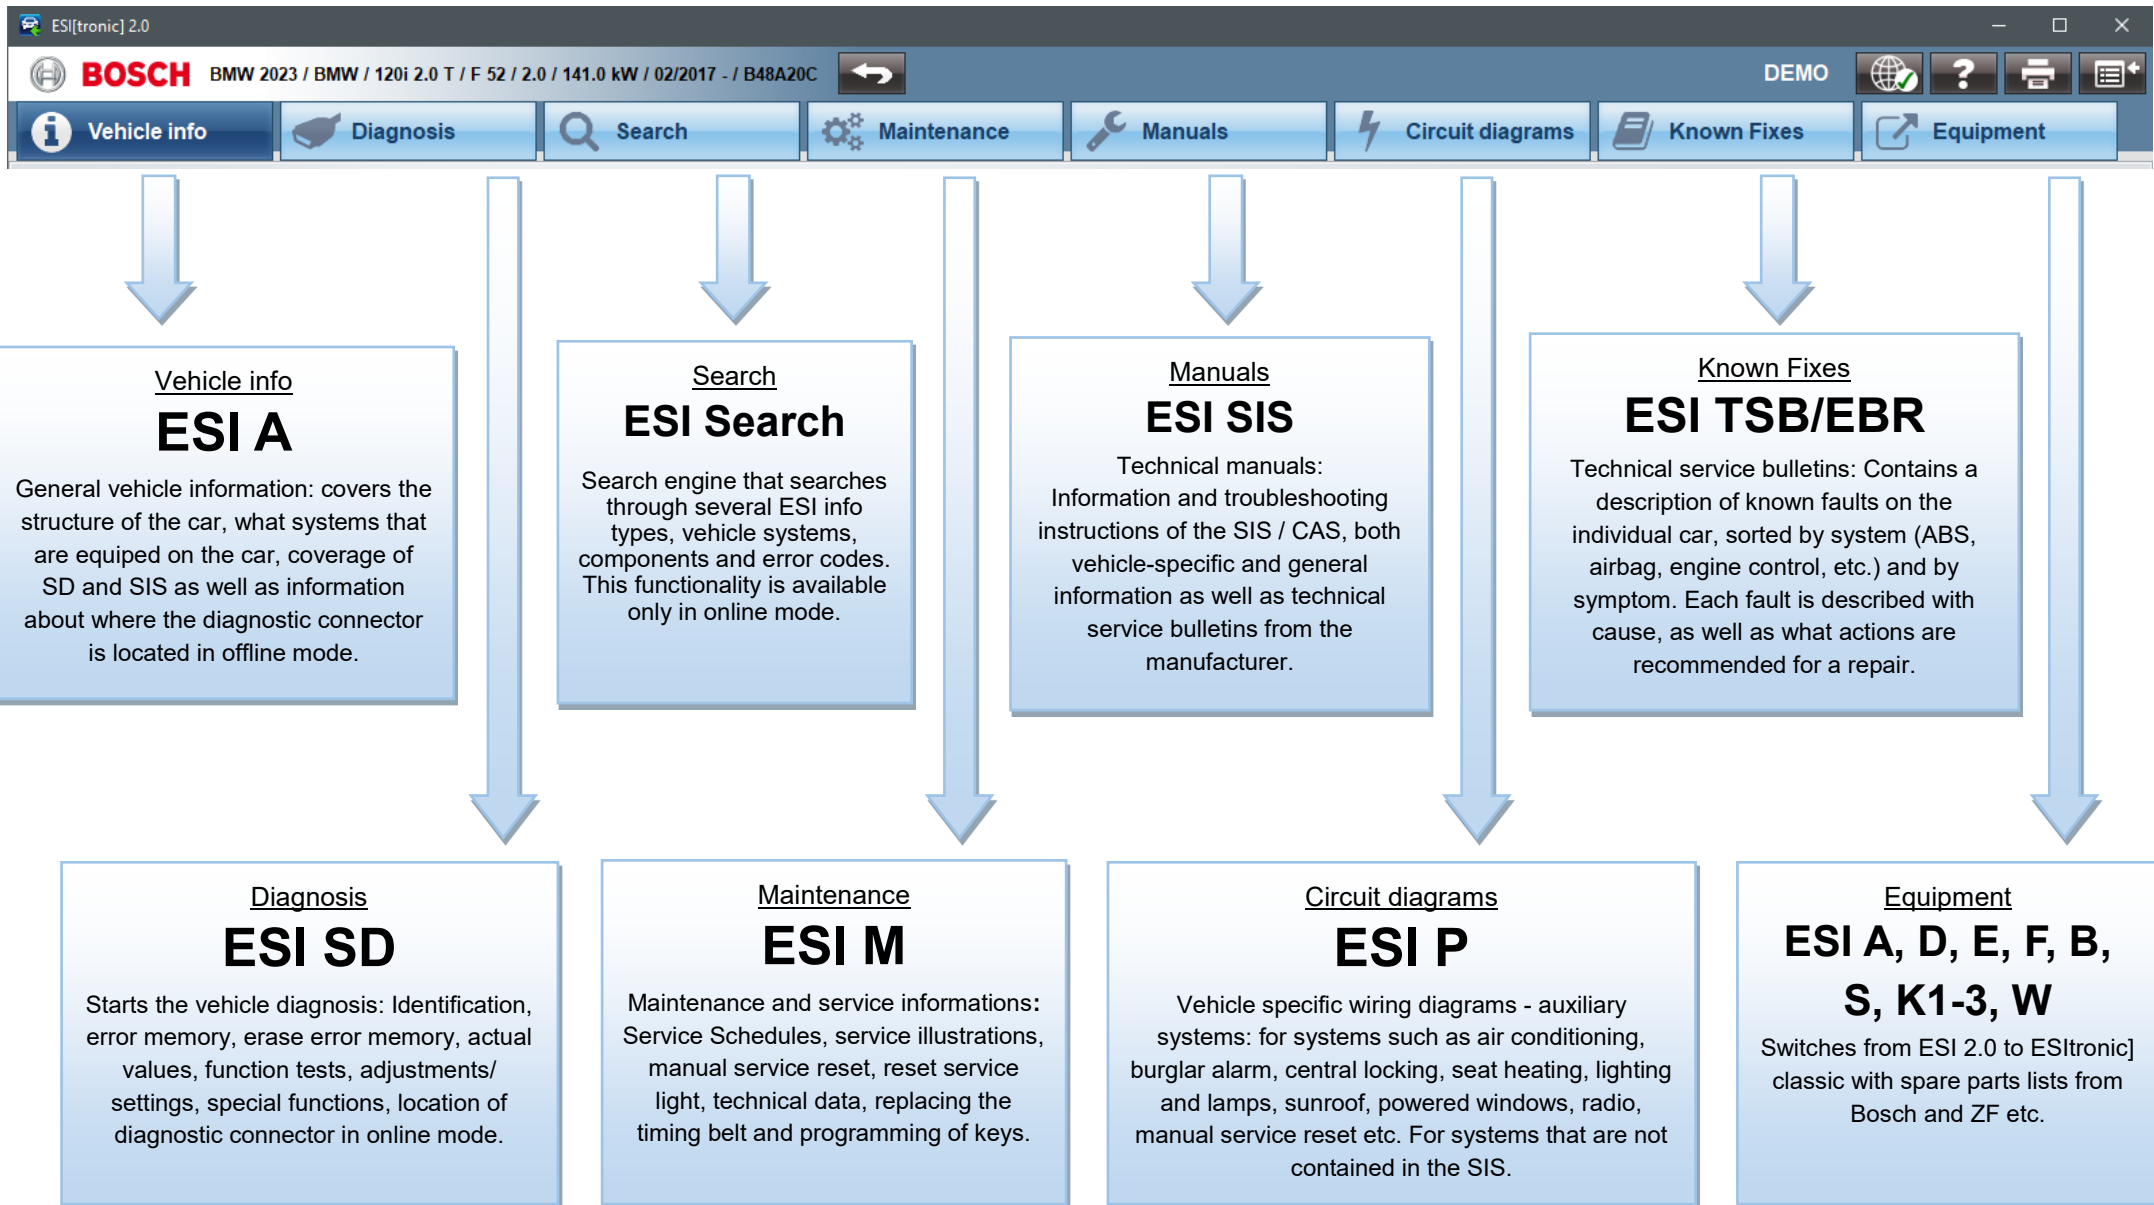 ESI[tronic] 2.0
BOSCH
BMW 2023 / BMW / 120i 2.0 T / F 52 / 2.0 / 141.0 kW / 02/2017 - / B48A20C
DEMO
Vehicle info
Diagnosis
Search
Maintenance
Manuals
Circuit diagrams
Known Fixes
Equipment
Vehicle info
ESI A
General vehicle information: covers the
structure of the car, what systems that
are equiped on the car, coverage of
SD and SIS as well as information
about where the diagnostic connector
is located in offline mode.
Search
ESI Search
Search engine that searches
through several ESI info
types, vehicle systems,
components and error codes.
This functionality is available
only in online mode.
Manuals
ESI SIS
Technical manuals:
Information and troubleshooting
instructions of the SIS / CAS, both
vehicle-specific and general
information as well as technical
service bulletins from the
manufacturer.
Known Fixes
ESI TSB/EBR
Technical service bulletins: Contains a
description of known faults on the
individual car, sorted by system (ABS,
airbag, engine control, etc.) and by
symptom. Each fault is described with
cause, as well as what actions are
recommended for a repair.
Diagnosis
ESI SD
Starts the vehicle diagnosis: Identification,
error memory, erase error memory, actual
values, function tests, adjustments/
settings, special functions, location of
diagnostic connector in online mode.
Maintenance
ESI M
Maintenance and service informations:
Service Schedules, service illustrations,
manual service reset, reset service
light, technical data, replacing the
timing belt and programming of keys.
Circuit diagrams
ESI P
Vehicle specific wiring diagrams - auxiliary
systems: for systems such as air conditioning,
burglar alarm, central locking, seat heating, lighting
and lamps, sunroof, powered windows, radio,
manual service reset etc. For systems that are not
contained in the SIS.
Equipment
ESI A, D, E, F, B,
S, K1-3, W
Switches from ESI 2.0 to ESItronic]
classic with spare parts lists from
Bosch and ZF etc.